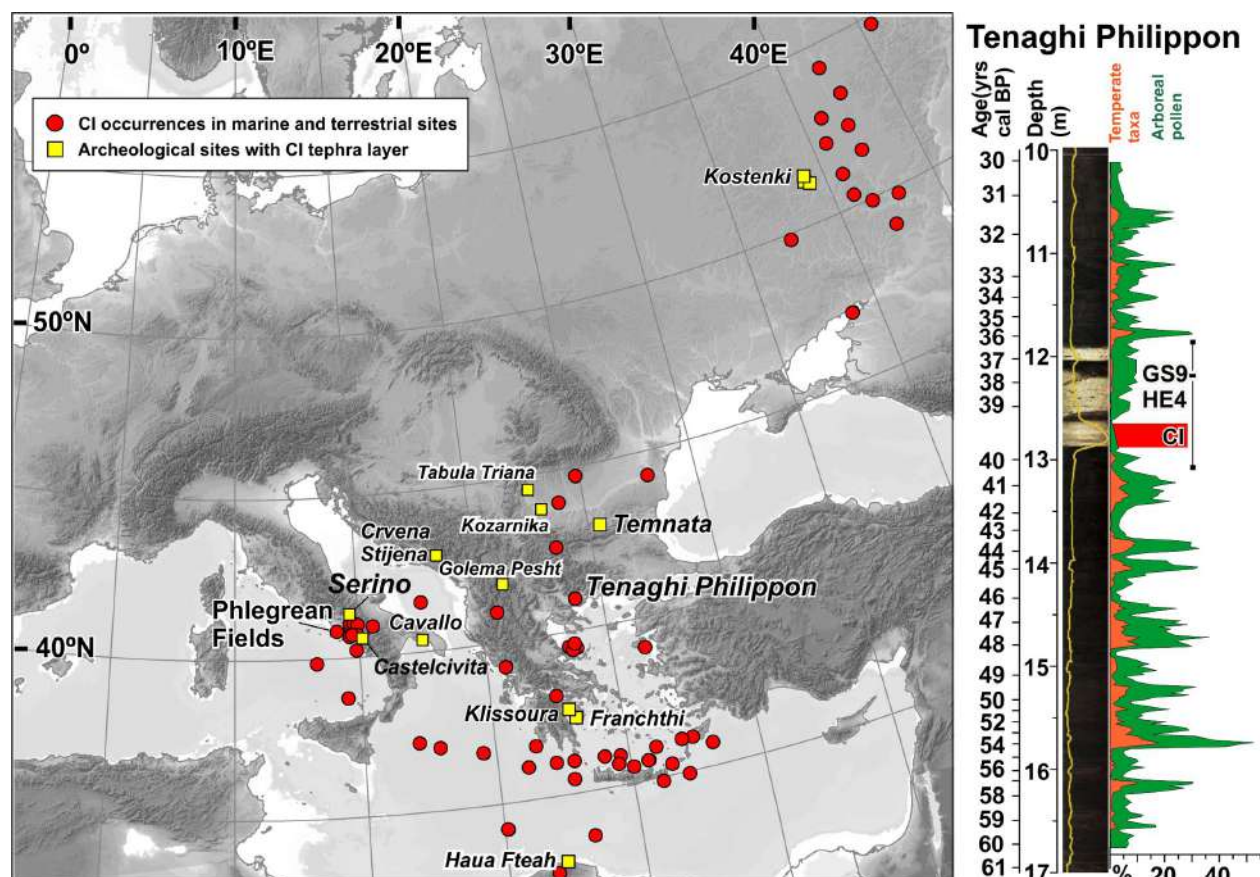 0º
10ºE
20ºE
30ºE
40ºE
CI occurrences in marine and terrestrial sites
Archeological sites with CI tephra layer
Kostenki
50ºN
Tabula Triana
Kozarnika
Temnata
Crvena
Stijena
Golema Pesht
Serino
Tenaghi Philippon
Phlegrean
Fields
Cavallo
40ºN
Castelcivita
Klissoura
Franchthi
Haua Fteah
Tenaghi Philippon
Age(yrs
cal BP)
Depth
(m)
Temperate
taxa
Arboreal
pollen
10
30
31
32
11
33
34
35
36
12
37
38
39
GS9
HE4
CI
40
13
41
42
43
44
14
45
46
47
48
49
15
50
52
54
56
16
58
59
60
61
17
% 20 40